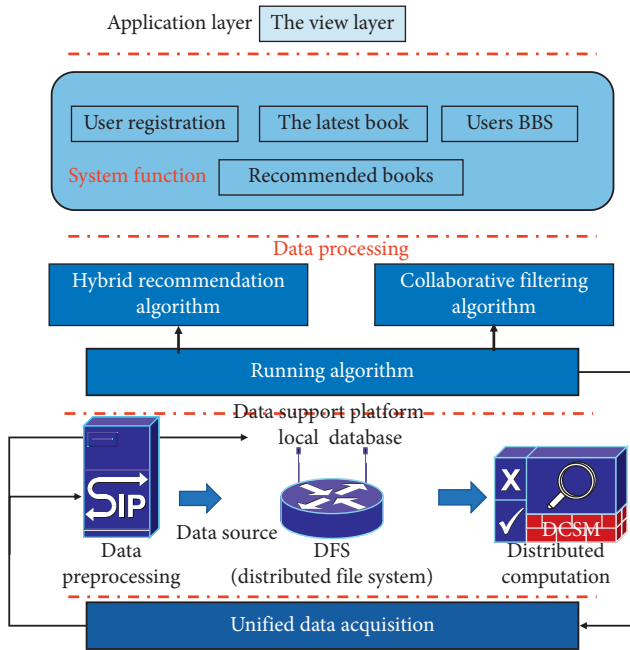 Application layer
The view layer
User registration
The latest book
Users BBS
System function
Recommended books
Data processing
Hybrid recommendation
algorithm
Collaborative filtering
algorithm
Running algorithm
Data support platform
local database
SIP
X
DCSM
Data source
Data
preprocessing
DFS
(distributed file system)
Distributed
computation
Unified data acquisition